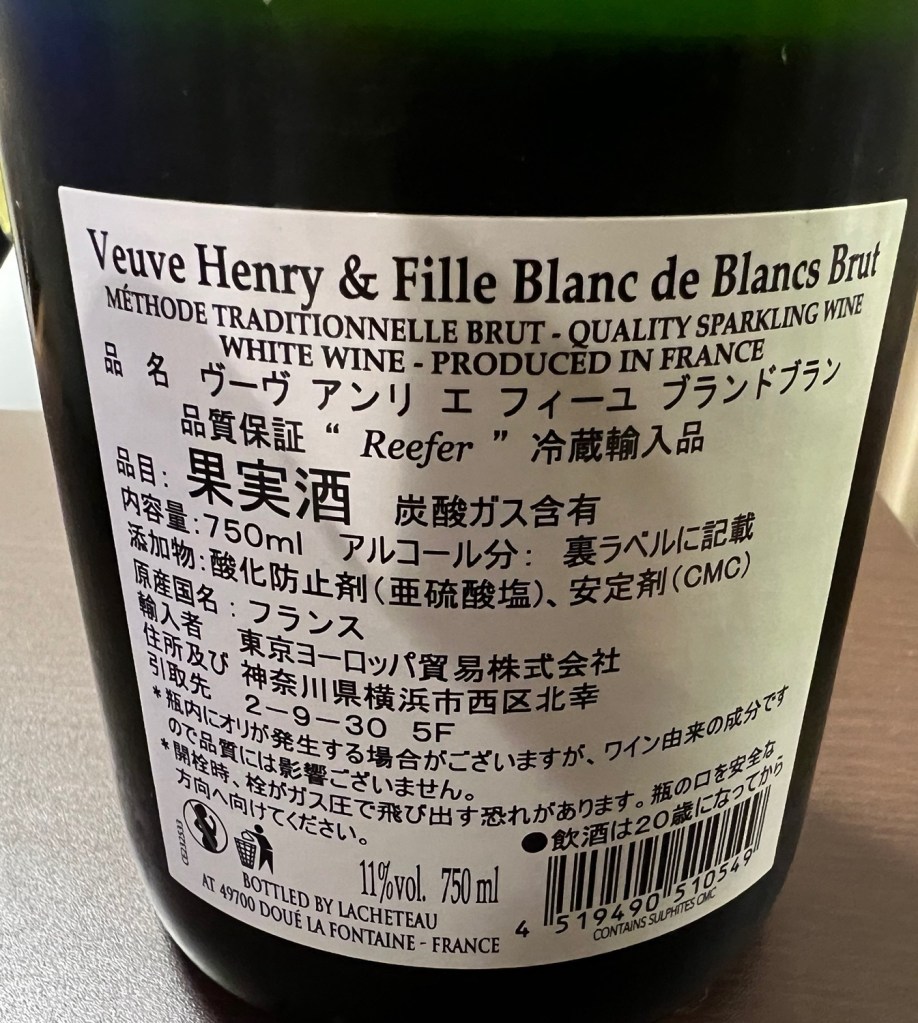 Veuve Henry & Fille Blanc de Blancs Brut
MÉTHODE TRADITIONNELLE BRUT - QUALITY SPARKLING WINE
WHITE WINE - PRODUCED IN FRANCE
品 名 ヴーヴ アンリ エ フィーユ ブランドブラン
品質保証 “ Reefer ” 冷蔵輸入品
品目: 果実酒 炭酸ガス含有
内容量:750ml アルコール分: 裏ラベルに記載
添加物:酸化防止剤(亜硫酸塩)、安定剤(CMC)
原産国名:フランス
輸入者 東京ヨーロッパ貿易株式会社
住所及び 神奈川県横浜市西区北幸
引取先 2-9-30 5F
*瓶内にオリが発生する場合がございますが、ワイン由来の成分です
ので品質には影響ございません。
*開栓時、栓がガス圧で飛び出す恐れがあります。瓶の口を安全な
方向へ向けてください。
●飲酒は20歳になってから
11%vol. 750 ml
BOTTLED BY LACHETEAU
AT 49700 DOUÉ LA FONTAINE - FRANCE
4 519490 510549
CONTAINS SULPHITES CMC